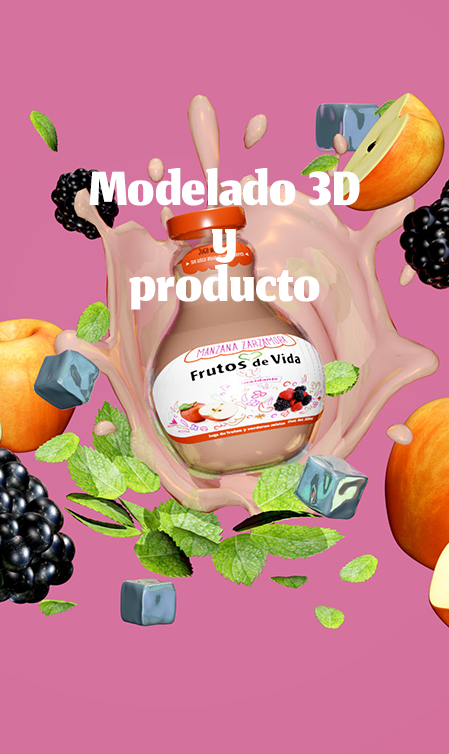 Modelado 3D
y
producto
MANZANA ZARZAMORA
Frutos de Vida